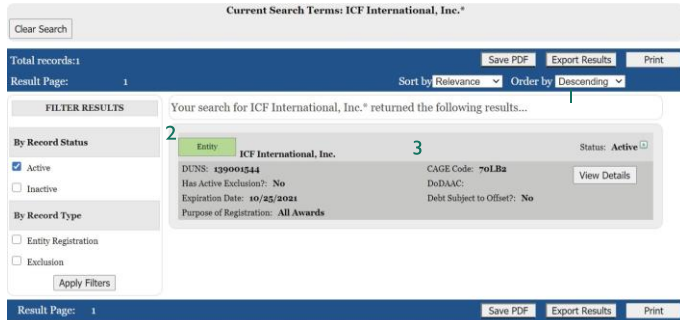 Current Search Terms: ICF International, Inc.*
Clear Search
Total records:1 Save PDF Export Results Print
Result Page: 1 Sort by Relevance Order by Descending
1
FILTER RESULTS
Your search for ICF International, Inc.* returned the following results...
2
By Record Status
Entity ICF International, Inc. 3 Status: Active
Active
DUNS: 139001544 CAGE Code: 70LB2 View Details
Inactive
Has Active Exclusion?: No DoDAAC:
Expiration Date: 10/25/2021 Debt Subject to Offset?: No
By Record Type
Purpose of Registration: All Awards
Entity Registration
Exclusion
Apply Filters
Result Page: 1 Save PDF Export Results Print